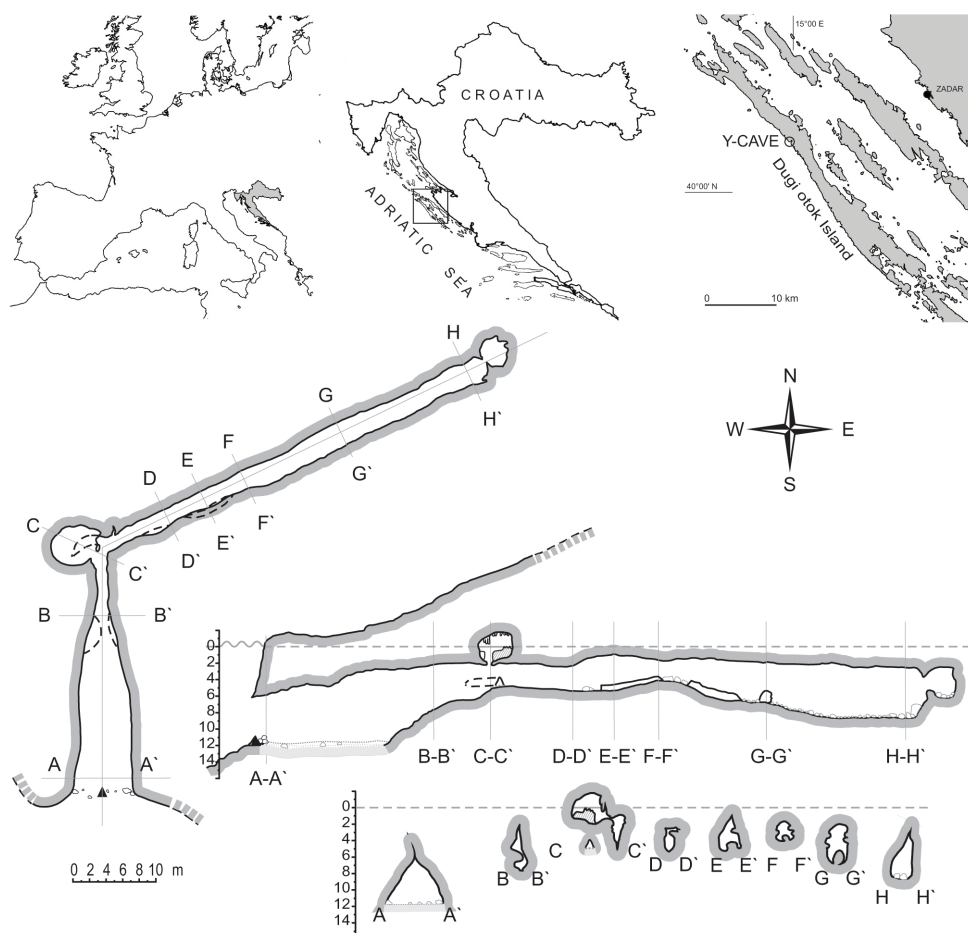 CROATIA
ADRIATIC SEA
15°00 E
ZADAR
Y-CAVE
40°00' N
Dugi otok Island
0 10 km
H
H`
G
G`
F
F`
E
E`
D
D`
C
C`
B B`
A A`
N
W E
S
0
2
4
6
8
10
12
14
A-A` B-B` C-C` D-D` E-E` F-F` G-G` H-H`
0 2 4 6 8 10 m
0
2
4
6
8
10
12
14
A A` B B` C C` D D` E E` F F` G G` H H`